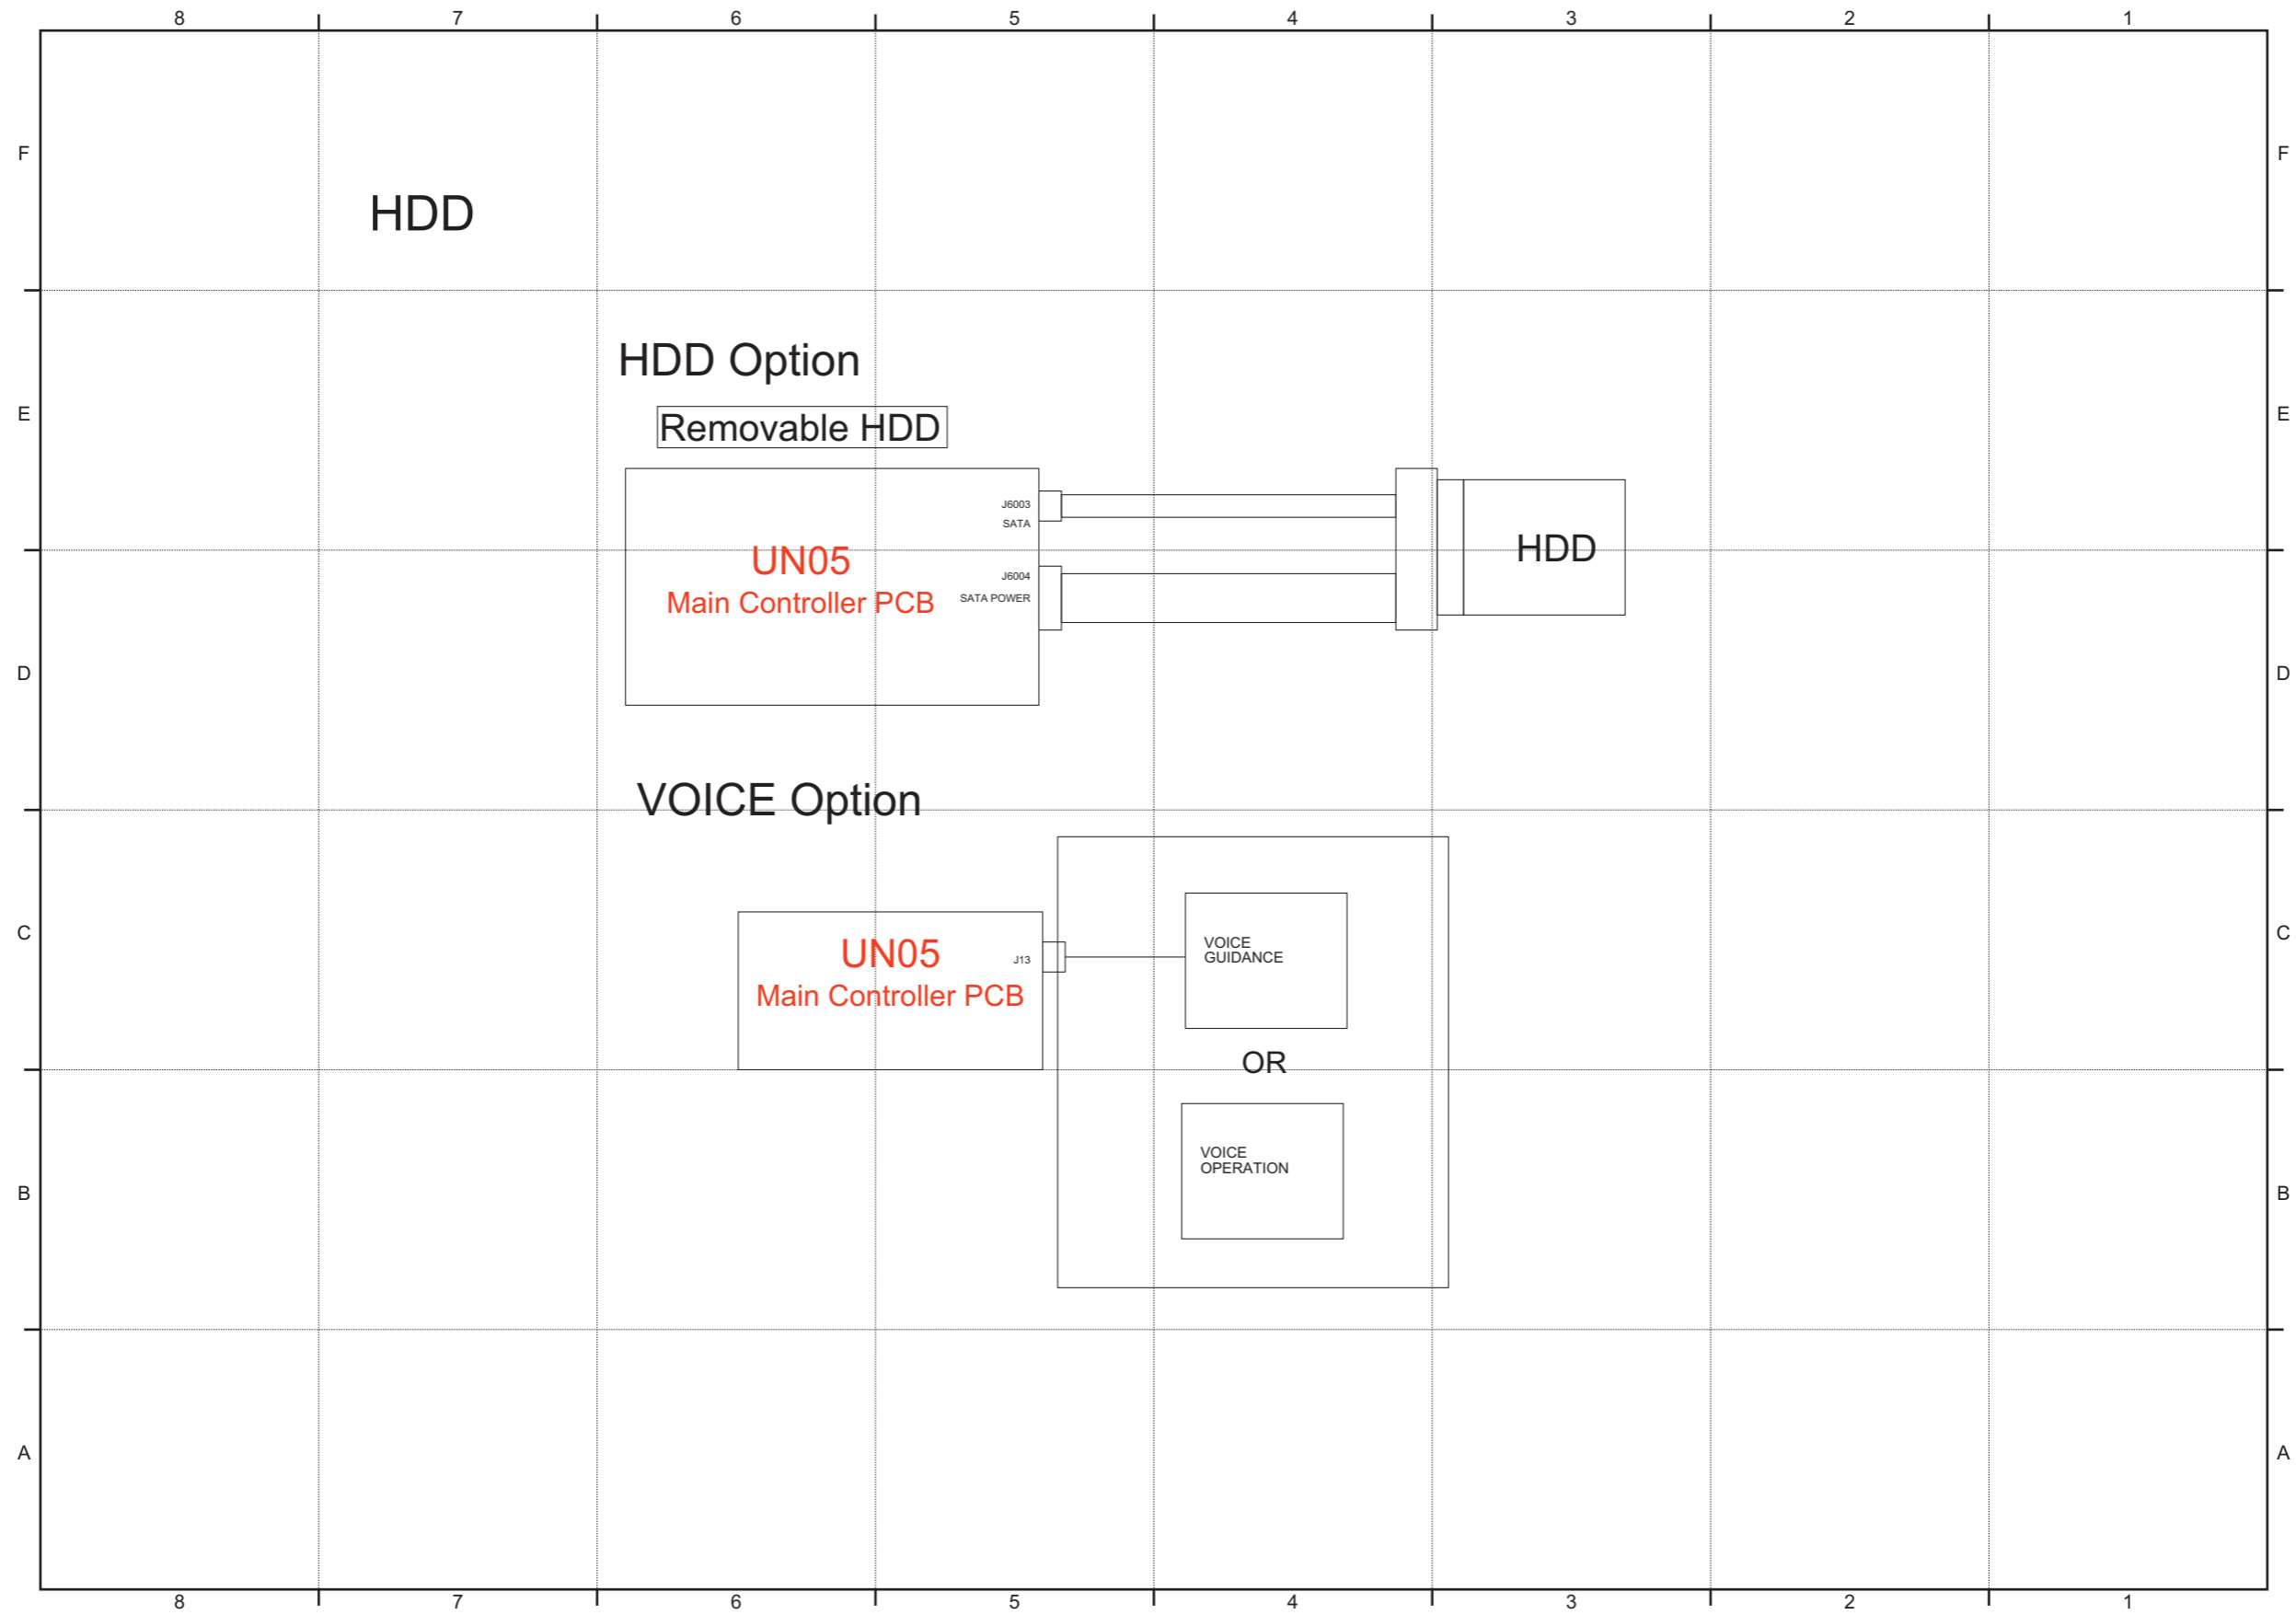 8 7 6 5 4 3 2 1
F F
HDD
HDD Option
E E
Removable HDD
J6003
SATA
HDD
UN05
J6004
Main Controller PCB
SATA POWER
D D
VOICE Option
C C
UN05
J13
Main Controller PCB
VOICE
GUIDANCE
OR
VOICE
OPERATION
B B
A A
8 7 6 5 4 3 2 1